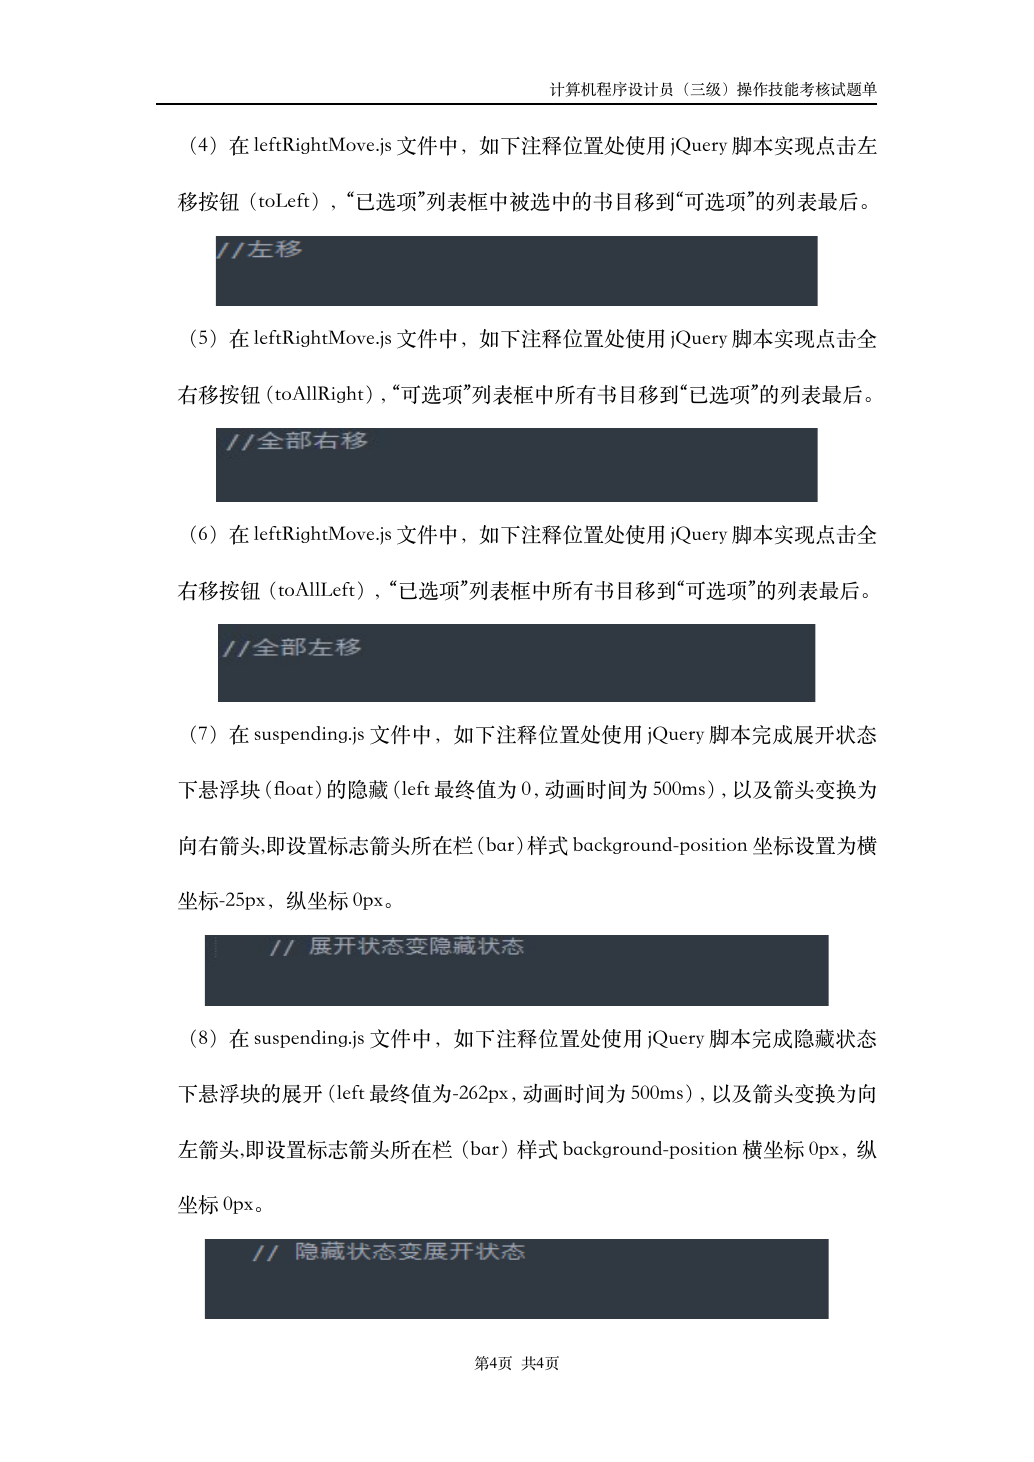 计算机程序设计员（三级）操作技能考核试题单
（4）在 leftRightMove.js 文件中，如下注释位置处使用 jQuery 脚本实现点击左
移按钮（toLeft），“已选项”列表框中被选中的书目移到“可选项”的列表最后。
//左移
（5）在 leftRightMove.js 文件中，如下注释位置处使用 jQuery 脚本实现点击全
右移按钮（toAllRight），“可选项”列表框中所有书目移到“已选项”的列表最后。
//全部右移
（6）在 leftRightMove.js 文件中，如下注释位置处使用 jQuery 脚本实现点击全
右移按钮（toAllLeft），“已选项”列表框中所有书目移到“可选项”的列表最后。
//全部左移
（7）在 suspending.js 文件中，如下注释位置处使用 jQuery 脚本完成展开状态
下悬浮块（float）的隐藏（left 最终值为 0，动画时间为 500ms），以及箭头变换为
向右箭头,即设置标志箭头所在栏（bar）样式 background-position 坐标设置为横
坐标-25px，纵坐标 0px。
// 展开状态变隐藏状态
（8）在 suspending.js 文件中，如下注释位置处使用 jQuery 脚本完成隐藏状态
下悬浮块的展开（left 最终值为-262px，动画时间为 500ms），以及箭头变换为向
左箭头,即设置标志箭头所在栏（bar）样式 background-position 横坐标 0px，纵
坐标 0px。
// 隐藏状态变展开状态
第4页 共4页